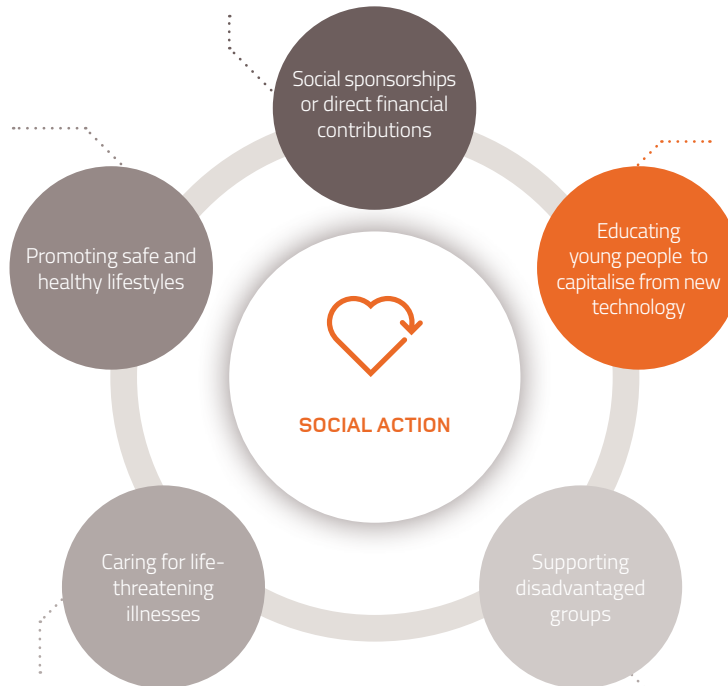 Social sponsorships
or direct financial
contributions
Promoting safe and
healthy lifestyles
Educating
young people to
capitalise from new
technology
SOCIAL ACTION
Caring for life-
threatening
illnesses
Supporting
disadvantaged
groups